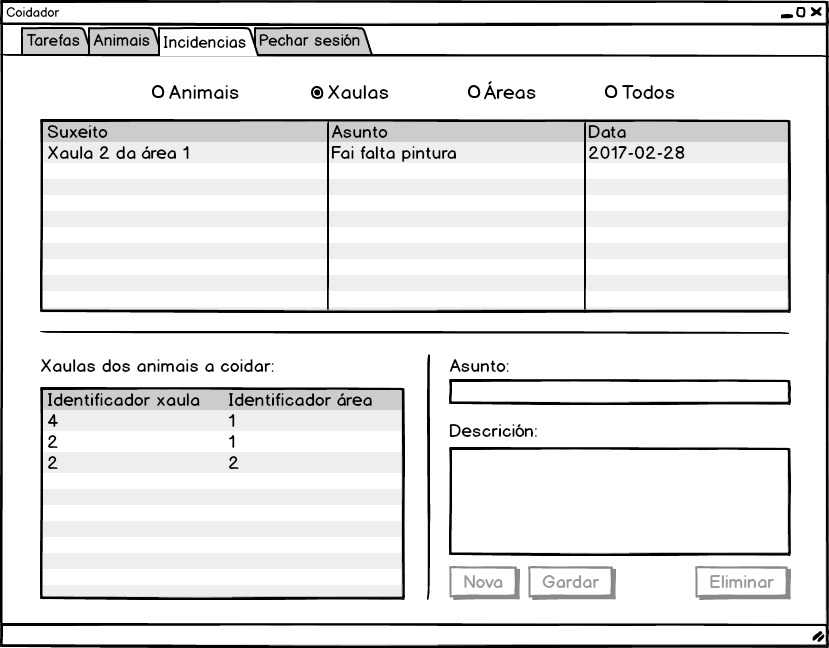 Coidador
Tarefas Animais Incidencias Pechar sesión
Animais Xaulas Áreas Todos
Suxeito Asunto Data
Xaula 2 da área 1 Fai falta pintura 2017-02-28
Xaulas dos animais a coidar:
Identificador xaula Identificador área
4 1
2 1
2 2
Asunto:
Descrición:
Nova Gardar Eliminar